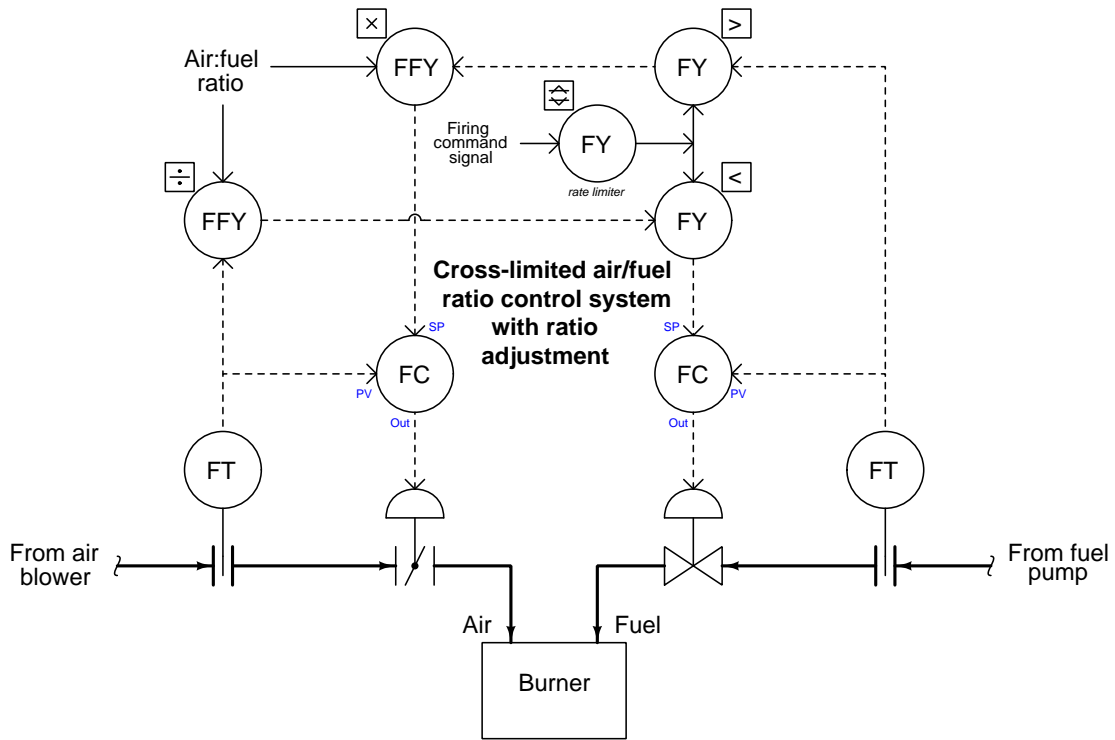 ×
>
Air:fuel
ratio
FFY
FY
Firing
command
signal
FY
rate limiter
÷
<
FFY
FY
Cross-limited air/fuel
ratio control system
with ratio
adjustment
SP
SP
FC
FC
PV
PV
Out
Out
FT
FT
From air
blower
From fuel
pump
Air
Fuel
Burner